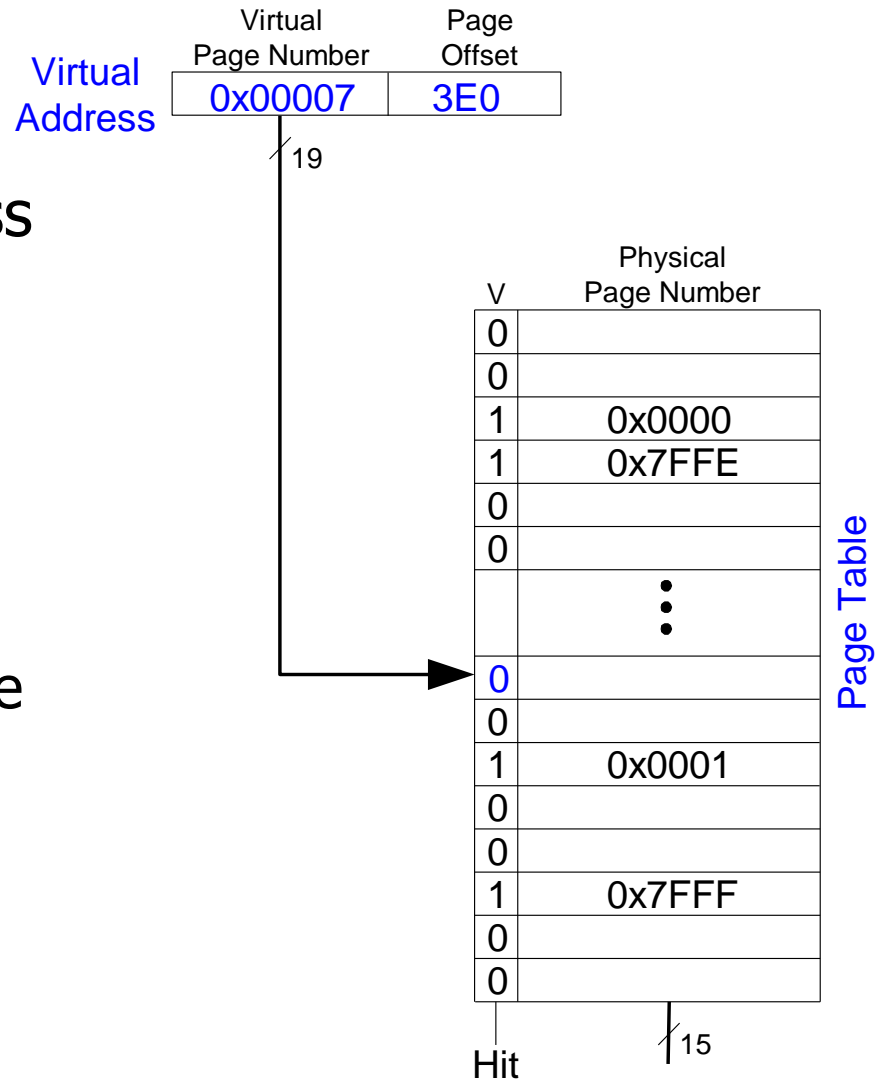 Virtual Page Number
Page Offset
Virtual Address
0x00007 3E0
19
ss
e
V
Physical Page Number
0
0
1 0x0000
1 0x7FFE
0
0
0
0
1 0x0001
0
0
1 0x7FFF
0
0
Page Table
Hit
15